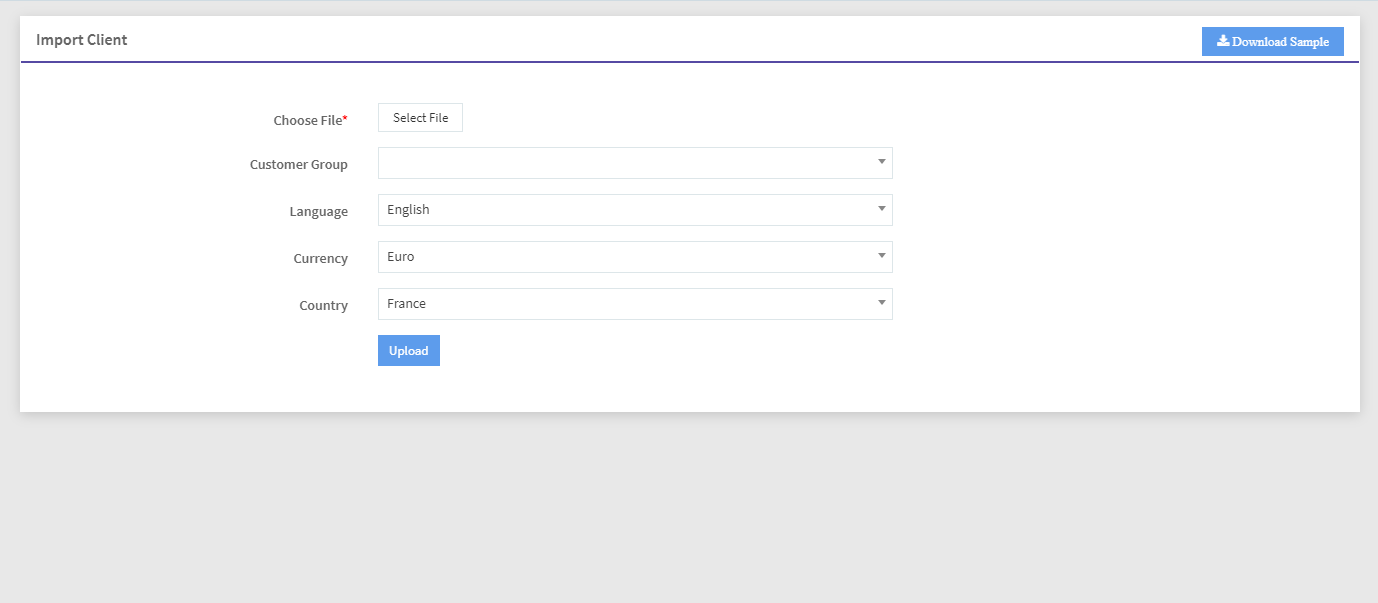 Import Client
Download Sample
Choose File*
Select File
Customer Group
Language
English
Currency
Euro
Country
France
Upload